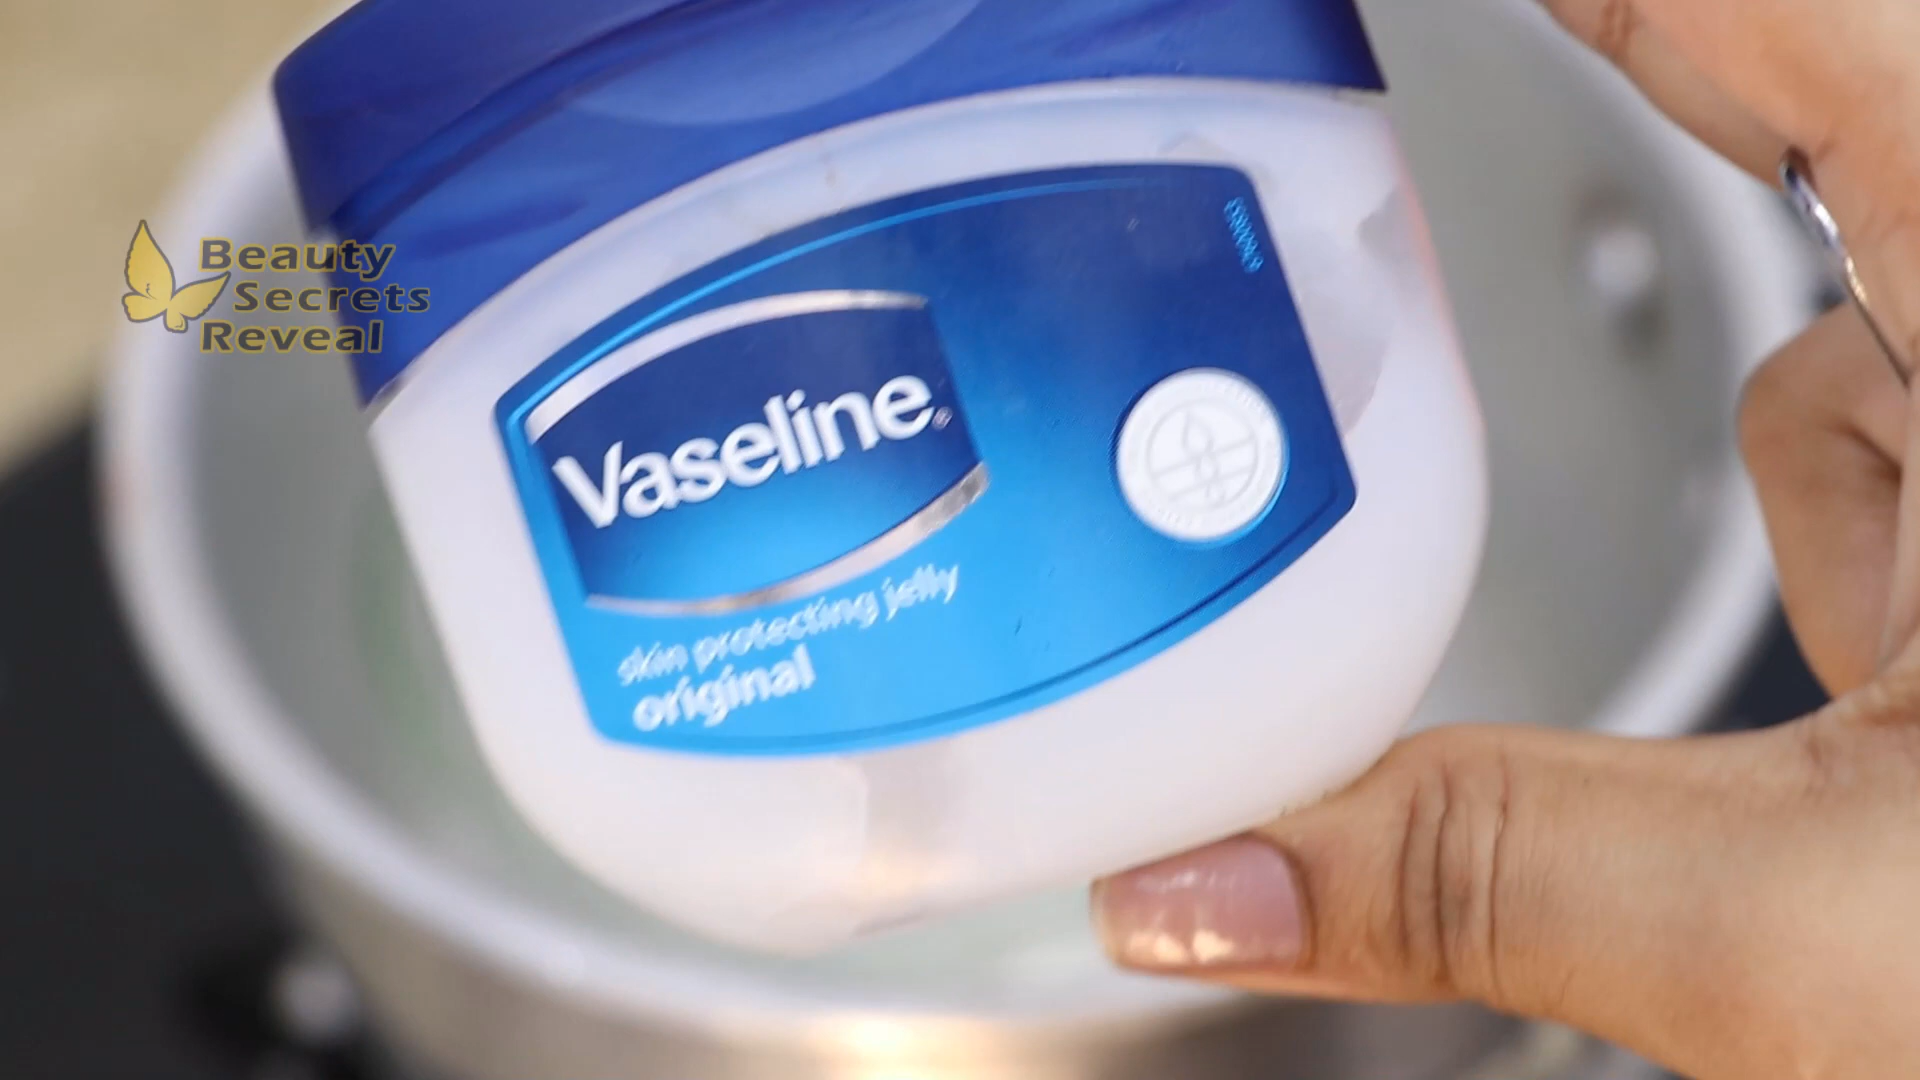 Beauty
Secrets
Reveal
Vaseline
skin protecting jelly
original